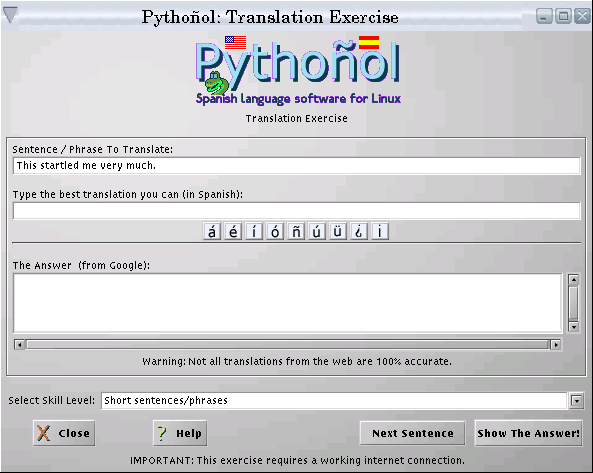 Pythoñol: Translation Exercise
Pythoñol
Spanish language software for Linux
Translation Exercise
Sentence / Phrase To Translate:
This startled me very much.
Type the best translation you can (in Spanish):
á é í ó ñ ú ü ¿ ¡
The Answer (from Google):
Warning: Not all translations from the web are 100% accurate.
Select Skill Level: Short sentences/phrases
Close Help Next Sentence Show The Answer!
IMPORTANT: This exercise requires a working internet connection.